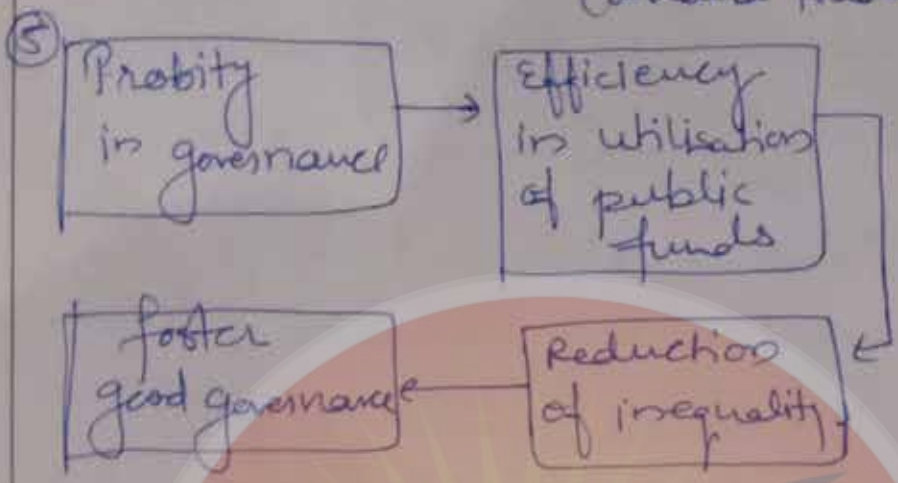 5
Probity
in governance
Efficiency
in utilisation
of public
funds
Reduction
of inequality
foster
good governance